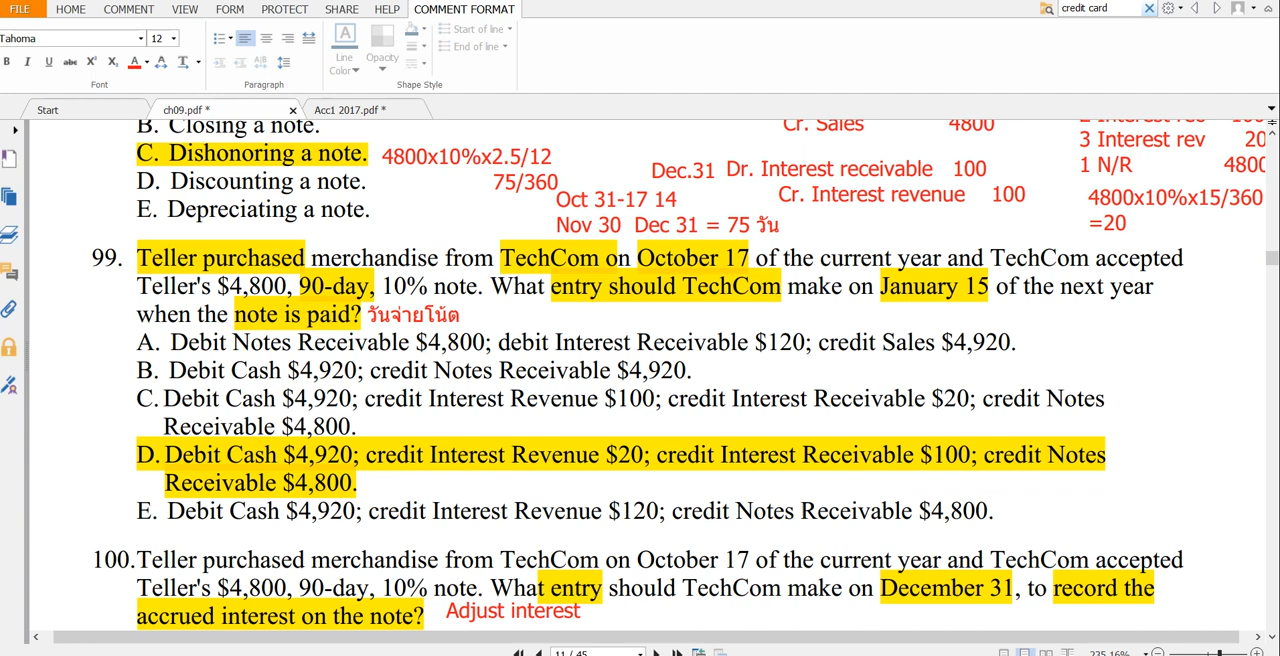 FILE HOME COMMENT VIEW FORM PROTECT SHARE HELP COMMENT FORMAT credit card
Tahoma 12 Start of line
End of line
B I U abc X² X₂ A A T Line Color Opacity
Font Paragraph Shape Style
Start ch09.pdf * Acc1 2017.pdf *
B. Closing a note. Cr. Sales 4800
3 Interest rev 20
C. Dishonoring a note. 4800x10%x2.5/12 Dec.31 Dr. Interest receivable 100 1 N/R 4800
D. Discounting a note. 75/360 Oct 31-17 14 Cr. Interest revenue 100 4800x10%x15/360
E. Depreciating a note. Nov 30 Dec 31 = 75 วัน =20
99. Teller purchased merchandise from TechCom on October 17 of the current year and TechCom accepted
Teller's $4,800, 90-day, 10% note. What entry should TechCom make on January 15 of the next year
when the note is paid? วันจ่ายโน้ต
A. Debit Notes Receivable $4,800; debit Interest Receivable $120; credit Sales $4,920.
B. Debit Cash $4,920; credit Notes Receivable $4,920.
C. Debit Cash $4,920; credit Interest Revenue $100; credit Interest Receivable $20; credit Notes
Receivable $4,800.
D. Debit Cash $4,920; credit Interest Revenue $20; credit Interest Receivable $100; credit Notes
Receivable $4,800.
E. Debit Cash $4,920; credit Interest Revenue $120; credit Notes Receivable $4,800.
100. Teller purchased merchandise from TechCom on October 17 of the current year and TechCom accepted
Teller's $4,800, 90-day, 10% note. What entry should TechCom make on December 31, to record the
accrued interest on the note? Adjust interest
11 / 45 235.16%